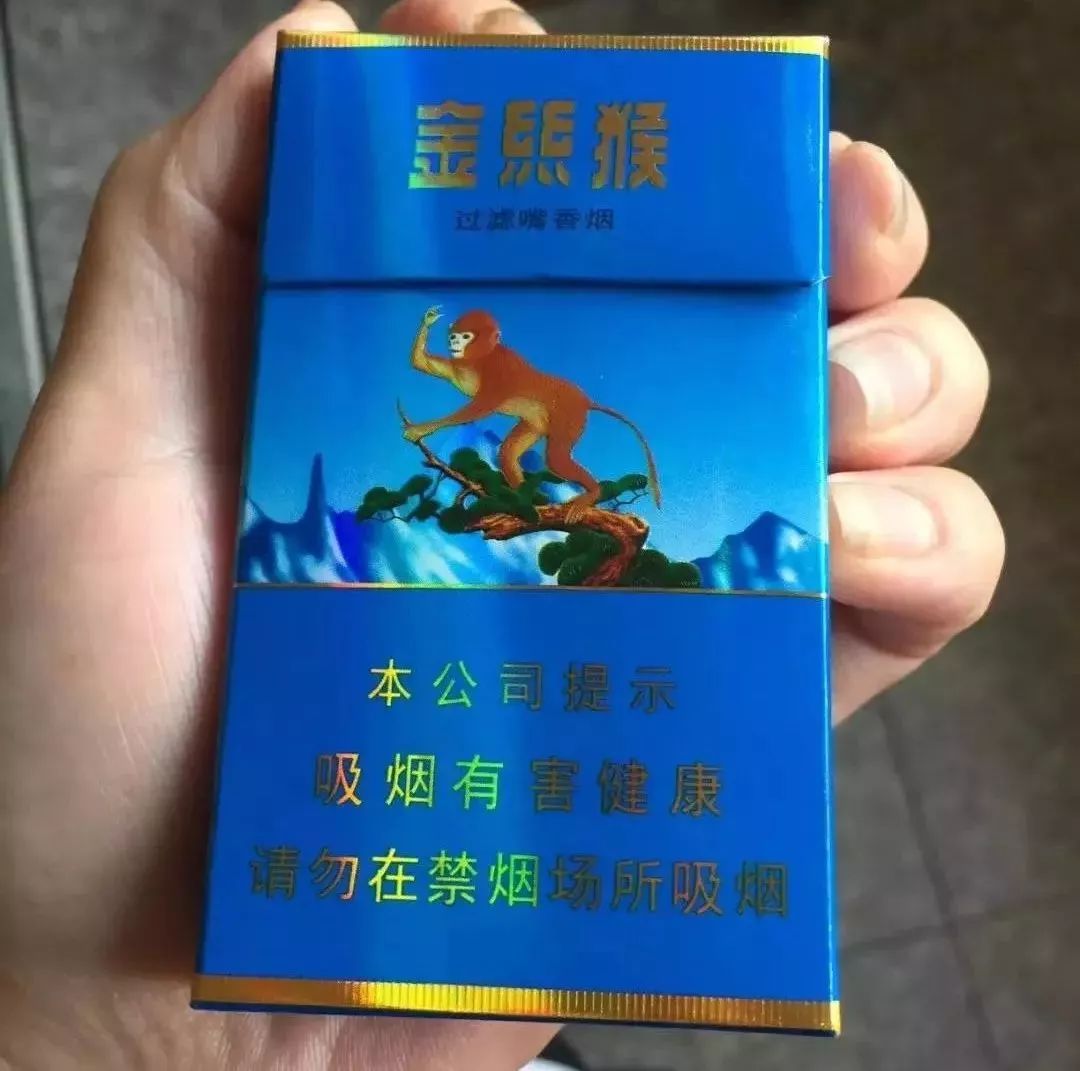 金丝猴
过滤嘴香烟
本公司提示
吸烟有害健康
请勿在禁烟场所吸烟